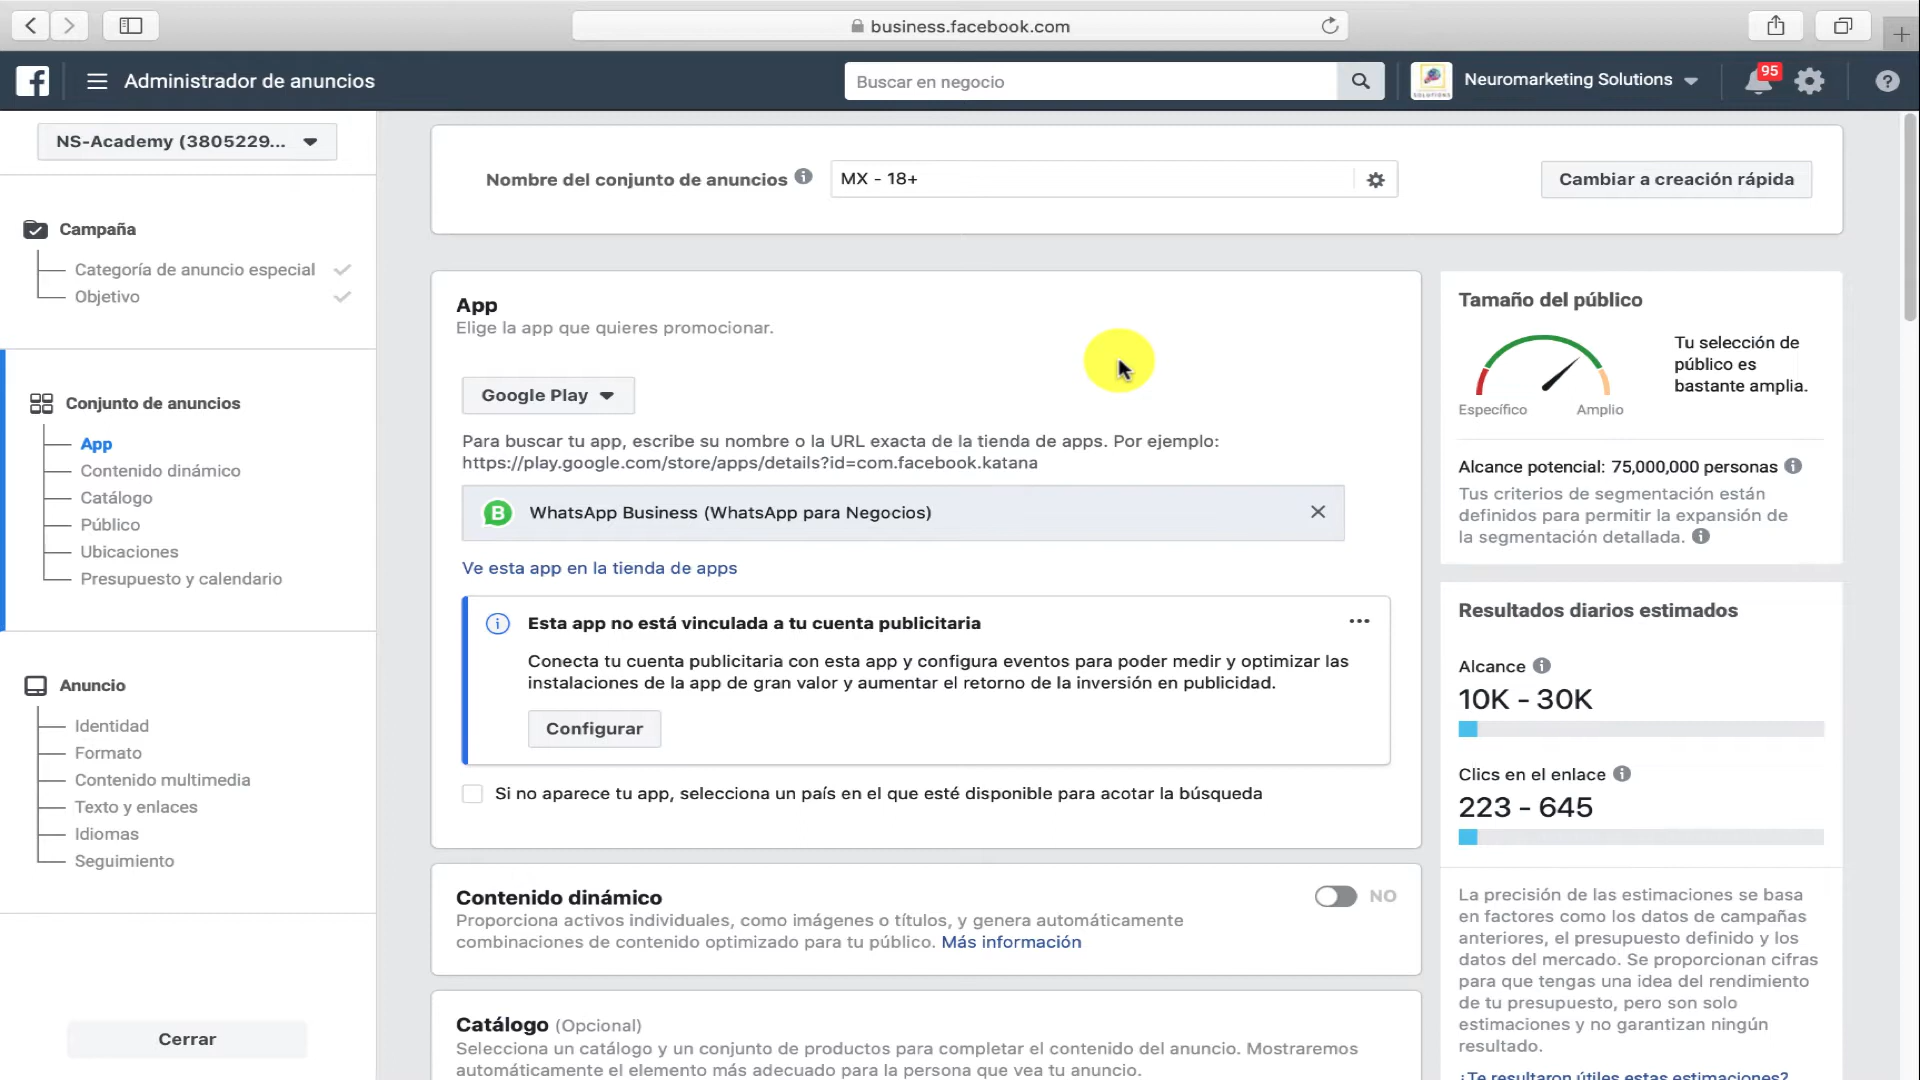 business.facebook.com
Administrador de anuncios
Buscar en negocio
SOLUTIONS
Neuromarketing Solutions
95
NS-Academy (3805229...
Campaña
Categoría de anuncio especial
Objetivo
Conjunto de anuncios
App
Contenido dinámico
Catálogo
Público
Ubicaciones
Presupuesto y calendario
Anuncio
Identidad
Formato
Contenido multimedia
Texto y enlaces
Idiomas
Seguimiento
Cerrar
Nombre del conjunto de anuncios
MX - 18+
Cambiar a creación rápida
App
Elige la app que quieres promocionar.
Google Play
Para buscar tu app, escribe su nombre o la URL exacta de la tienda de apps. Por ejemplo:
https://play.google.com/store/apps/details?id=com.facebook.katana
B WhatsApp Business (WhatsApp para Negocios)
Ve esta app en la tienda de apps
Esta app no está vinculada a tu cuenta publicitaria
Conecta tu cuenta publicitaria con esta app y configura eventos para poder medir y optimizar las
instalaciones de la app de gran valor y aumentar el retorno de la inversión en publicidad.
Configurar
Si no aparece tu app, selecciona un país en el que esté disponible para acotar la búsqueda
Contenido dinámico
NO
Proporciona activos individuales, como imágenes o títulos, y genera automáticamente
combinaciones de contenido optimizado para tu público. Más información
Catálogo (Opcional)
Selecciona un catálogo y un conjunto de productos para completar el contenido del anuncio. Mostraremos
automáticamente el elemento más adecuado para la persona que vea tu anuncio.
Tamaño del público
Tu selección de
público es
bastante amplia.
Específico
Amplio
Alcance potencial: 75,000,000 personas
Tus criterios de segmentación están
definidos para permitir la expansión de
la segmentación detallada.
Resultados diarios estimados
Alcance
10K - 30K
Clics en el enlace
223 - 645
La precisión de las estimaciones se basa
en factores como los datos de campañas
anteriores, el presupuesto definido y los
datos del mercado. Se proporcionan cifras
para que tengas una idea del rendimiento
de tu presupuesto, pero son solo
estimaciones y no garantizan ningún
resultado.
¿Te resultaron útiles estas estimaciones?